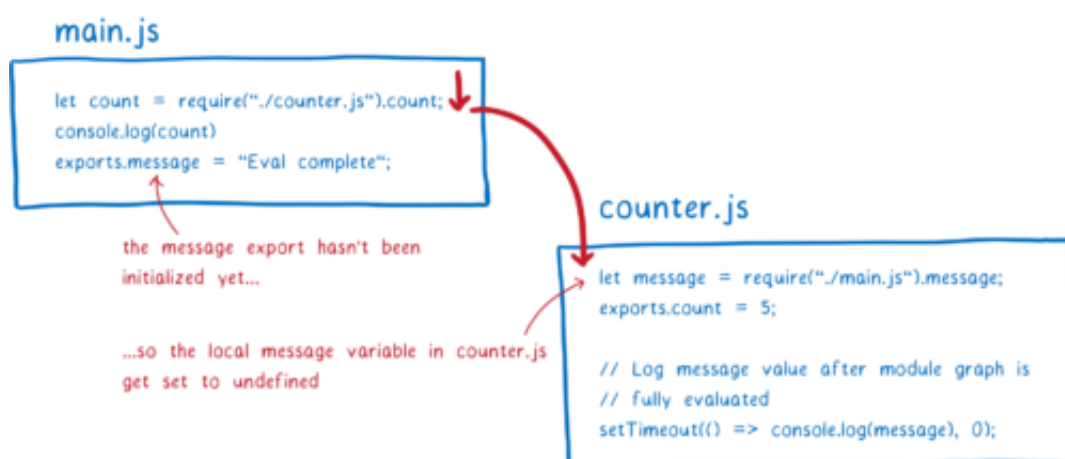 main.js
let count = require("./counter.js").count;
console.log(count)
exports.message = "Eval complete";
the message export hasn't been
initialized yet...
...so the local message variable in counter.js
get set to undefined
counter.js
let message = require("./main.js").message;
exports.count = 5;
// Log message value after module graph is
// fully evaluated
setTimeout(() => console.log(message), 0);